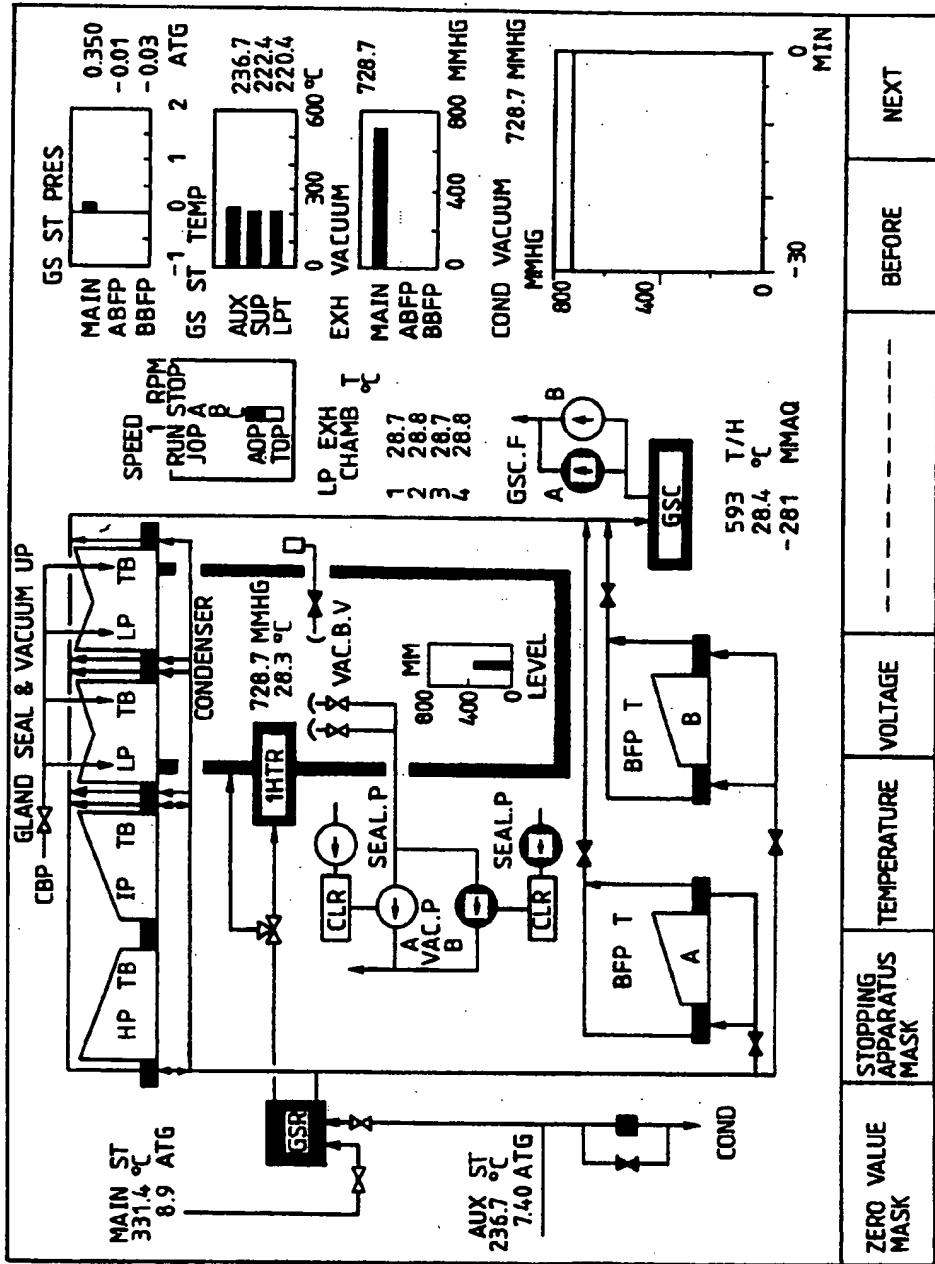 GLAND SEAL & VACUUM UP
CBP
HP TB
IP TB
LP TB
LP TB
MAIN ST
331.4 °C
8.9 ATG
GSR
AUX ST
236.7 °C
7.40 ATG
COND
CONDENSER
1HTR
728.7 MMHG
28.3 °C
VAC.B.V
CLR
SEAL.P
A
VAC.P
B
CLR
SEAL.P
MM
800
400
0
LEVEL
BFP T
A
BFP T
B
SPEED
1 RPM
RUN STOP
JOP A
B
C
AOP
TOP
LP EXH
CHAMB T
°C
1 28.7
2 28.8
3 28.7
4 28.8
GSC.F
A
B
GSC
593 T/H
28.4 °C
-281 MMAQ
GS ST PRES
MAIN 0.350
ABFP -0.01
BBFP -0.03
-1 0 1 2 ATG
GS ST TEMP
AUX 236.7
SUP 222.4
LPT 220.4
0 300 600 °C
EXH VACUUM
MAIN 728.7
ABFP
BBFP
0 400 800 MMHG
COND VACUUM 728.7 MMHG
MMHG
800
400
0
-30 0
MIN
ZERO VALUE
MASK
STOPPING
APPARATUS
MASK
TEMPERATURE
VOLTAGE
BEFORE
NEXT